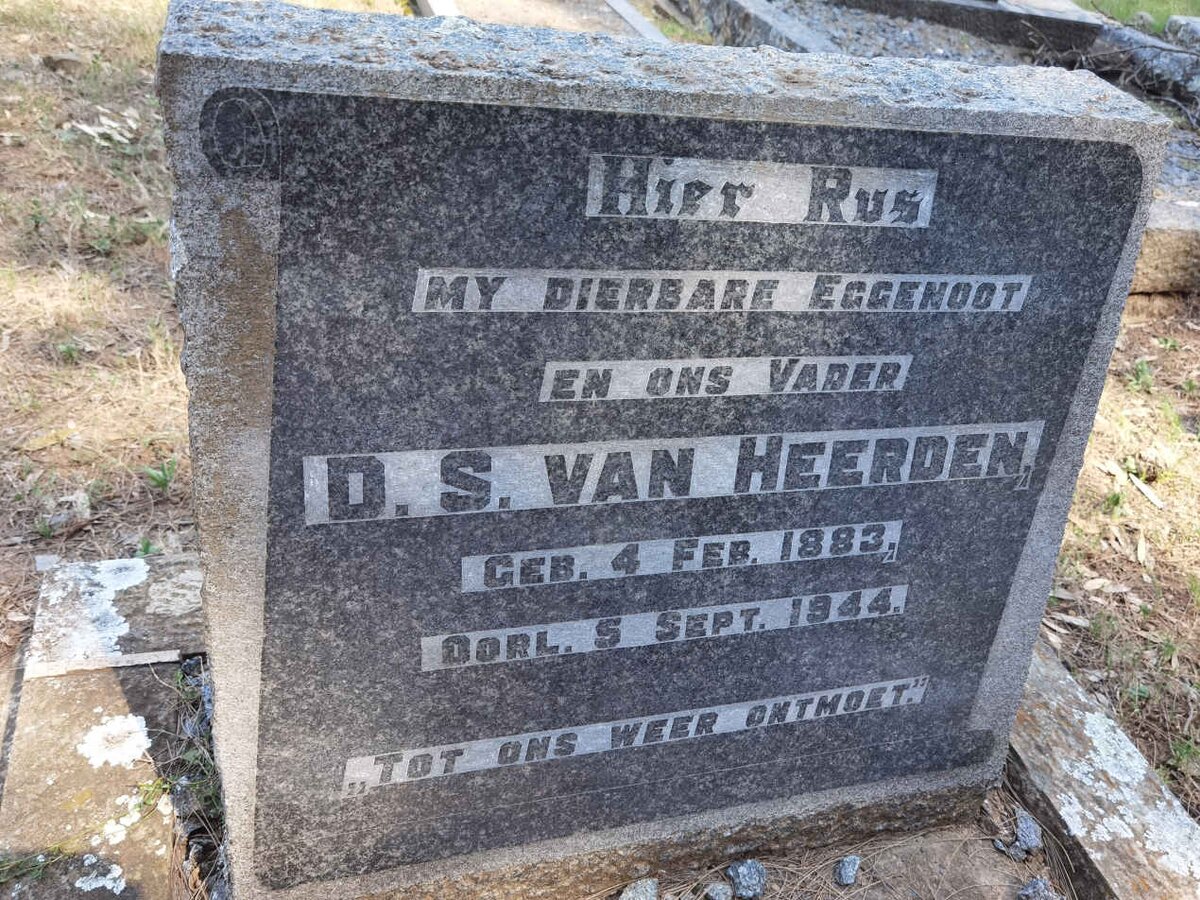 Hier Rus
MY DIERBARE EGGENOOT
EN ONS VADER
D. S. VAN HEERDEN,
GEB. 4 FEB. 1883,
OORL. 5 SEPT. 1944.
„TOT ONS WEER ONTMOET.”